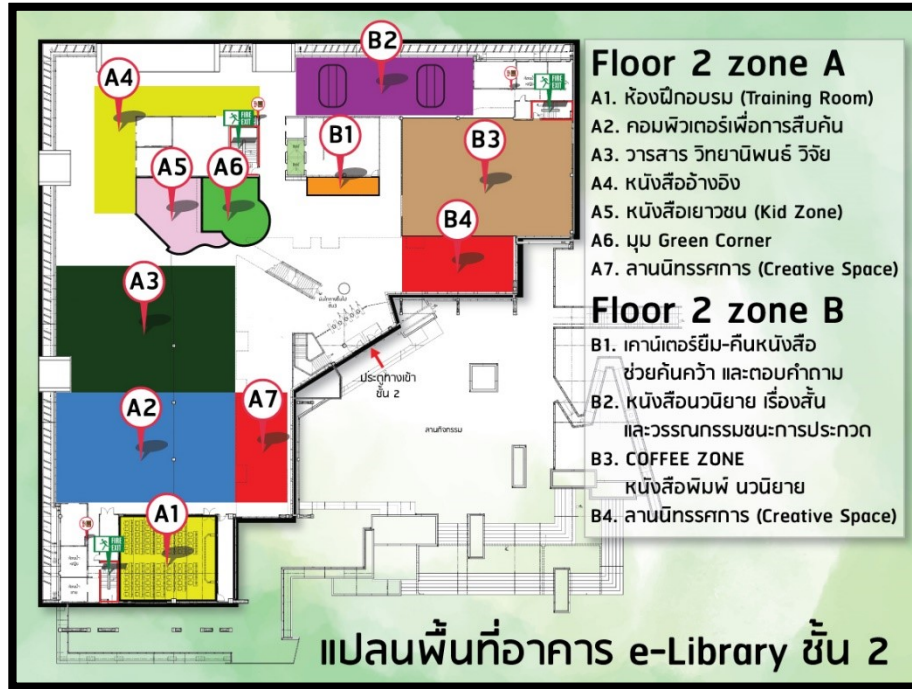 B2
A4
FIRE EXIT
FIRE EXIT
B1
A5
A6
B3
B4
A3
ประตูทางเข้า
ชั้น 2
A2
A7
ลานกิจกรรม
A1
FIRE EXIT
Floor 2 zone A
A1. ห้องฝึกอบรม (Training Room)
A2. คอมพิวเตอร์เพื่อการสืบค้น
A3. วารสาร วิทยานิพนธ์ วิจัย
A4. หนังสืออ้างอิง
A5. หนังสือเยาวชน (Kid Zone)
A6. มุม Green Corner
A7. ลานนิทรรศการ (Creative Space)
Floor 2 zone B
B1. เคาน์เตอร์ยืม-คืนหนังสือ
ช่วยค้นคว้า และตอบคำถาม
B2. หนังสือนวนิยาย เรื่องสั้น
และวรรณกรรมชนะการประกวด
B3. COFFEE ZONE
หนังสือพิมพ์ นวนิยาย
B4. ลานนิทรรศการ (Creative Space)
แปลนพื้นที่อาคาร e-Library ชั้น 2